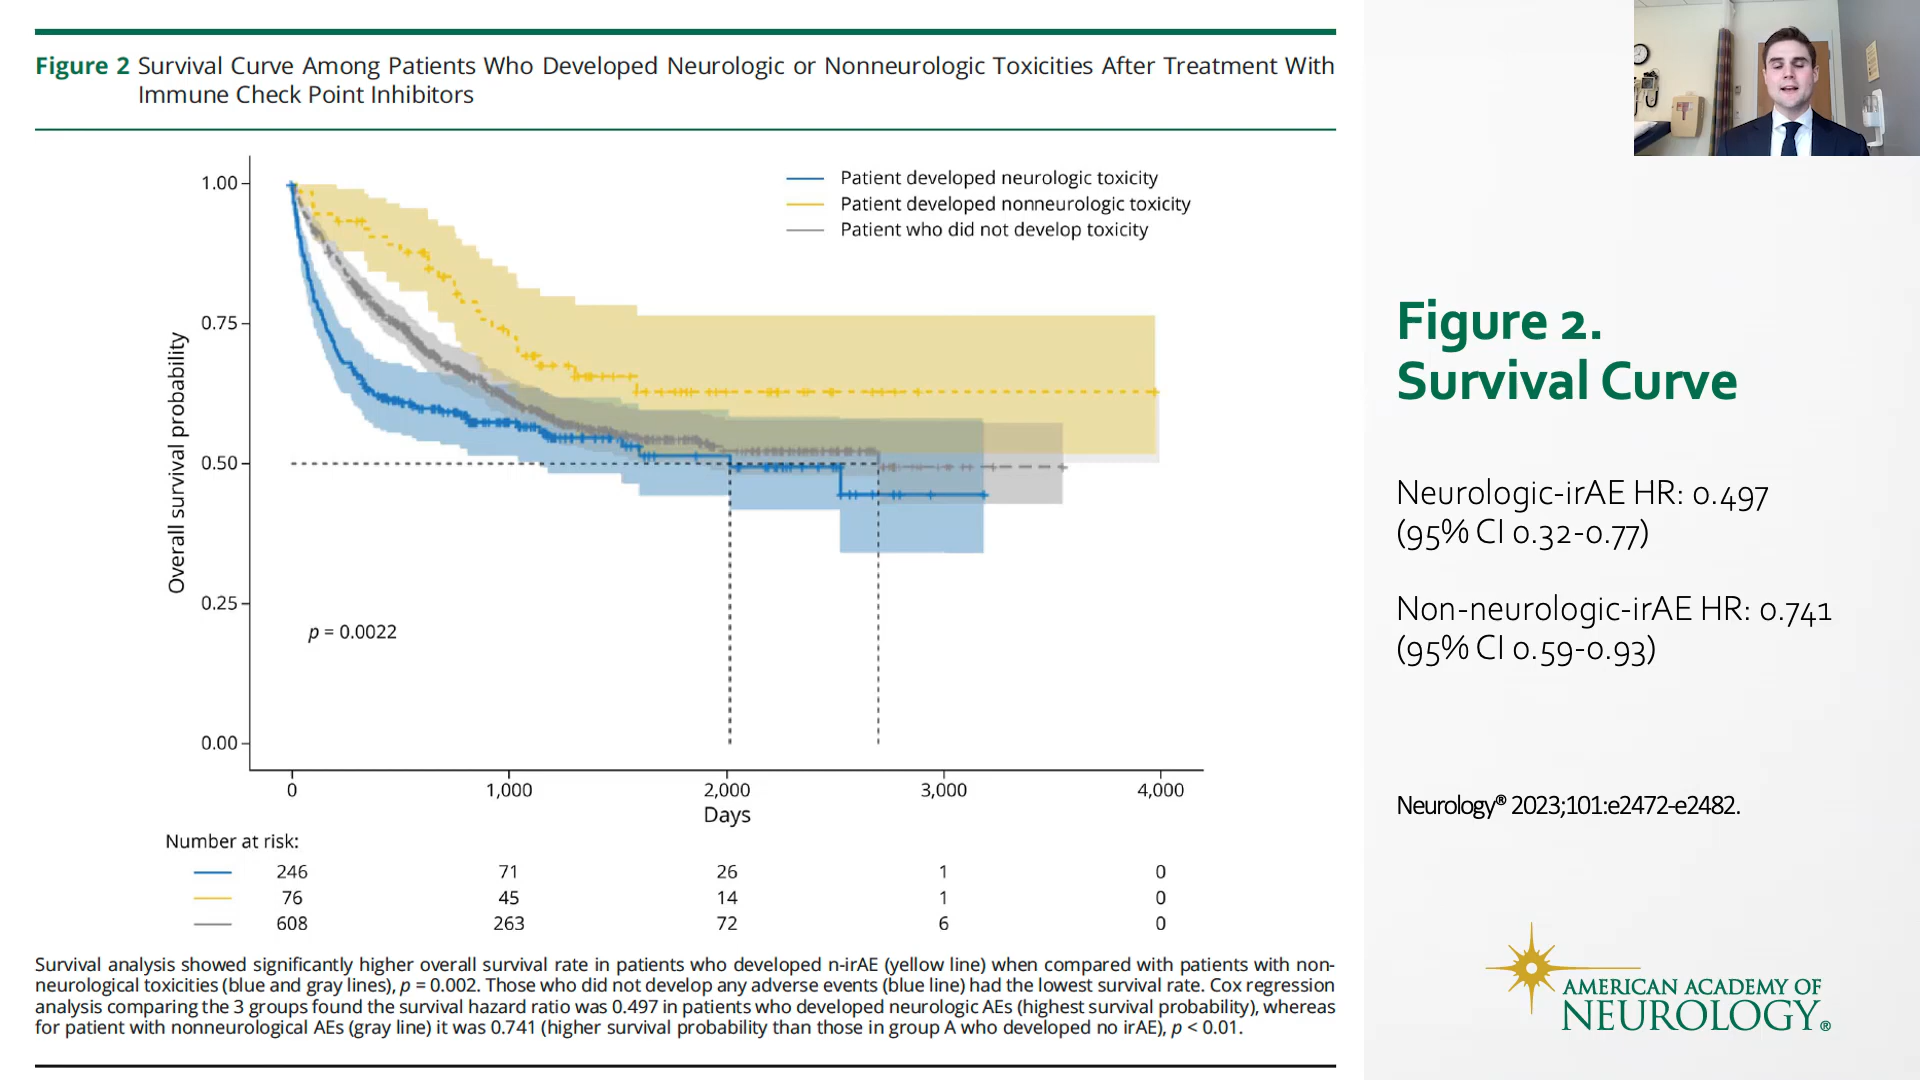 Figure 2 Survival Curve Among Patients Who Developed Neurologic or Nonneurologic Toxicities After Treatment With
Immune Check Point Inhibitors
1.00
0.75
0.50
0.25
0.00
Overall survival probability
Patient developed neurologic toxicity
Patient developed nonneurologic toxicity
Patient who did not develop toxicity
p = 0.0022
0 1,000 2,000 3,000 4,000
Days
Number at risk:
246 71 26 1 0
76 45 14 1 0
608 263 72 6 0
Survival analysis showed significantly higher overall survival rate in patients who developed n-irAE (yellow line) when compared with patients with non-
neurological toxicities (blue and gray lines), p = 0.002. Those who did not develop any adverse events (blue line) had the lowest survival rate. Cox regression
analysis comparing the 3 groups found the survival hazard ratio was 0.497 in patients who developed neurologic AEs (highest survival probability), whereas
for patient with nonneurological AEs (gray line) it was 0.741 (higher survival probability than those in group A who developed no irAE), p < 0.01.
Figure 2.
Survival Curve
Neurologic-irAE HR: 0.497
(95% CI 0.32-0.77)
Non-neurologic-irAE HR: 0.741
(95% CI 0.59-0.93)
Neurology® 2023;101:e2472-e2482.
AMERICAN ACADEMY OF
NEUROLOGY®